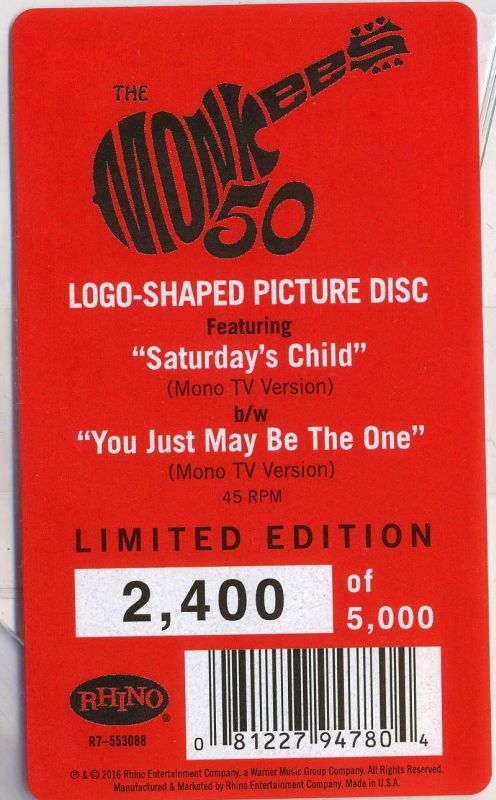 THE
MONKEES
50
LOGO-SHAPED PICTURE DISC
Featuring
“Saturday's Child”
(Mono TV Version)
b/w
“You Just May Be The One”
(Mono TV Version)
45 RPM
LIMITED EDITION
2,400 of
5,000
RHINO®
R7-553088
0 81227 94780 4
℗ & © 2016 Rhino Entertainment Company, a Warner Music Group Company. All Rights Reserved.
Manufactured & Marketed by Rhino Entertainment Company. Made in U.S.A.